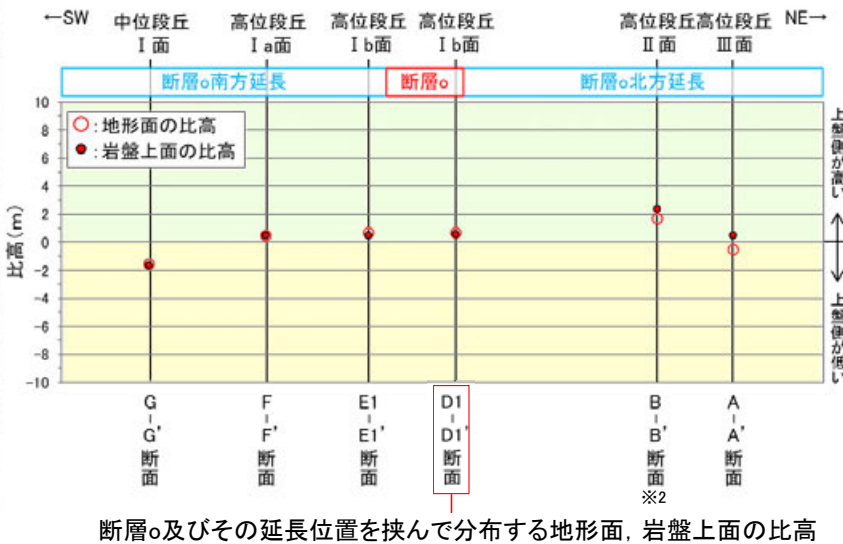 ←SW 中位段丘 高位段丘 高位段丘 高位段丘 高位段丘 高位段丘 NE→
Ⅰ面 Ⅰa面 Ⅰb面 Ⅰb面 Ⅱ面 Ⅲ面
断層o南方延長 断層o 断層o北方延長
○:地形面の比高
●:岩盤上面の比高
比高(m)
10
8
6
4
2
0
-2
-4
-6
-8
-10
上盤側が高い
上盤側が低い
G-G'断面
F-F'断面
E1-E1'断面
D1-D1'断面
B-B'断面
※2
A-A'断面
断層o及びその延長位置を挟んで分布する地形面,岩盤上面の比高